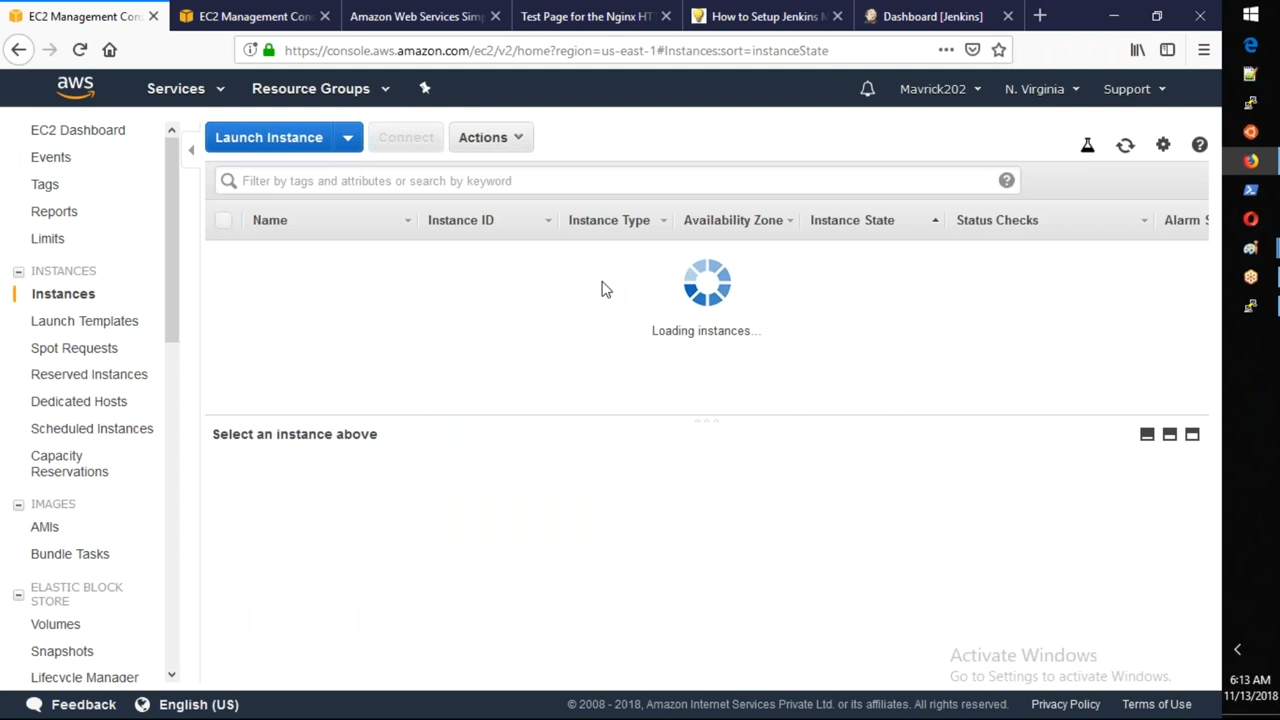 EC2 Management Cons
EC2 Management Cons
Amazon Web Services Simp
Test Page for the Nginx HT
How to Setup Jenkins M
Dashboard [Jenkins]
https://console.aws.amazon.com/ec2/v2/home?region=us-east-1#Instances:sort=instanceState
aws
Services
Resource Groups
Mavrick202
N. Virginia
Support
EC2 Dashboard
Events
Tags
Reports
Limits
INSTANCES
Instances
Launch Templates
Spot Requests
Reserved Instances
Dedicated Hosts
Scheduled Instances
Capacity
Reservations
IMAGES
AMIs
Bundle Tasks
ELASTIC BLOCK
STORE
Volumes
Snapshots
Lifecycle Manager
Launch Instance
Connect
Actions
Filter by tags and attributes or search by keyword
Name
Instance ID
Instance Type
Availability Zone
Instance State
Status Checks
Alarm S
Loading instances...
Select an instance above
Activate Windows
Go to Settings to activate Windows.
Feedback
English (US)
© 2008 - 2018, Amazon Internet Services Private Ltd. or its affiliates. All rights reserved.
Privacy Policy
Terms of Use
6:13 AM
11/13/2018